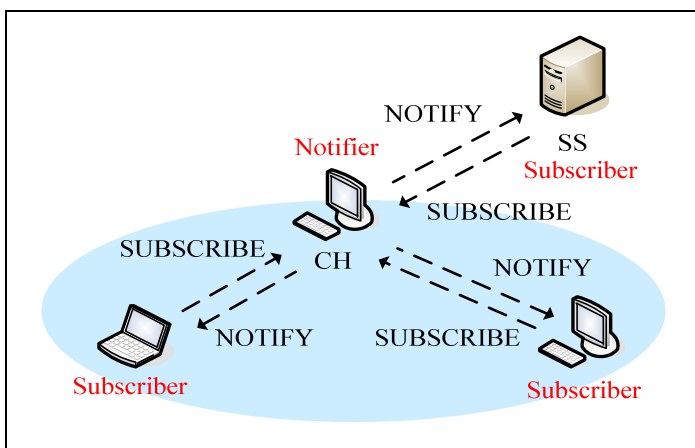 NOTIFY
SS
Notifier
Subscriber
SUBSCRIBE
SUBSCRIBE
CH
NOTIFY
NOTIFY
SUBSCRIBE
Subscriber
Subscriber